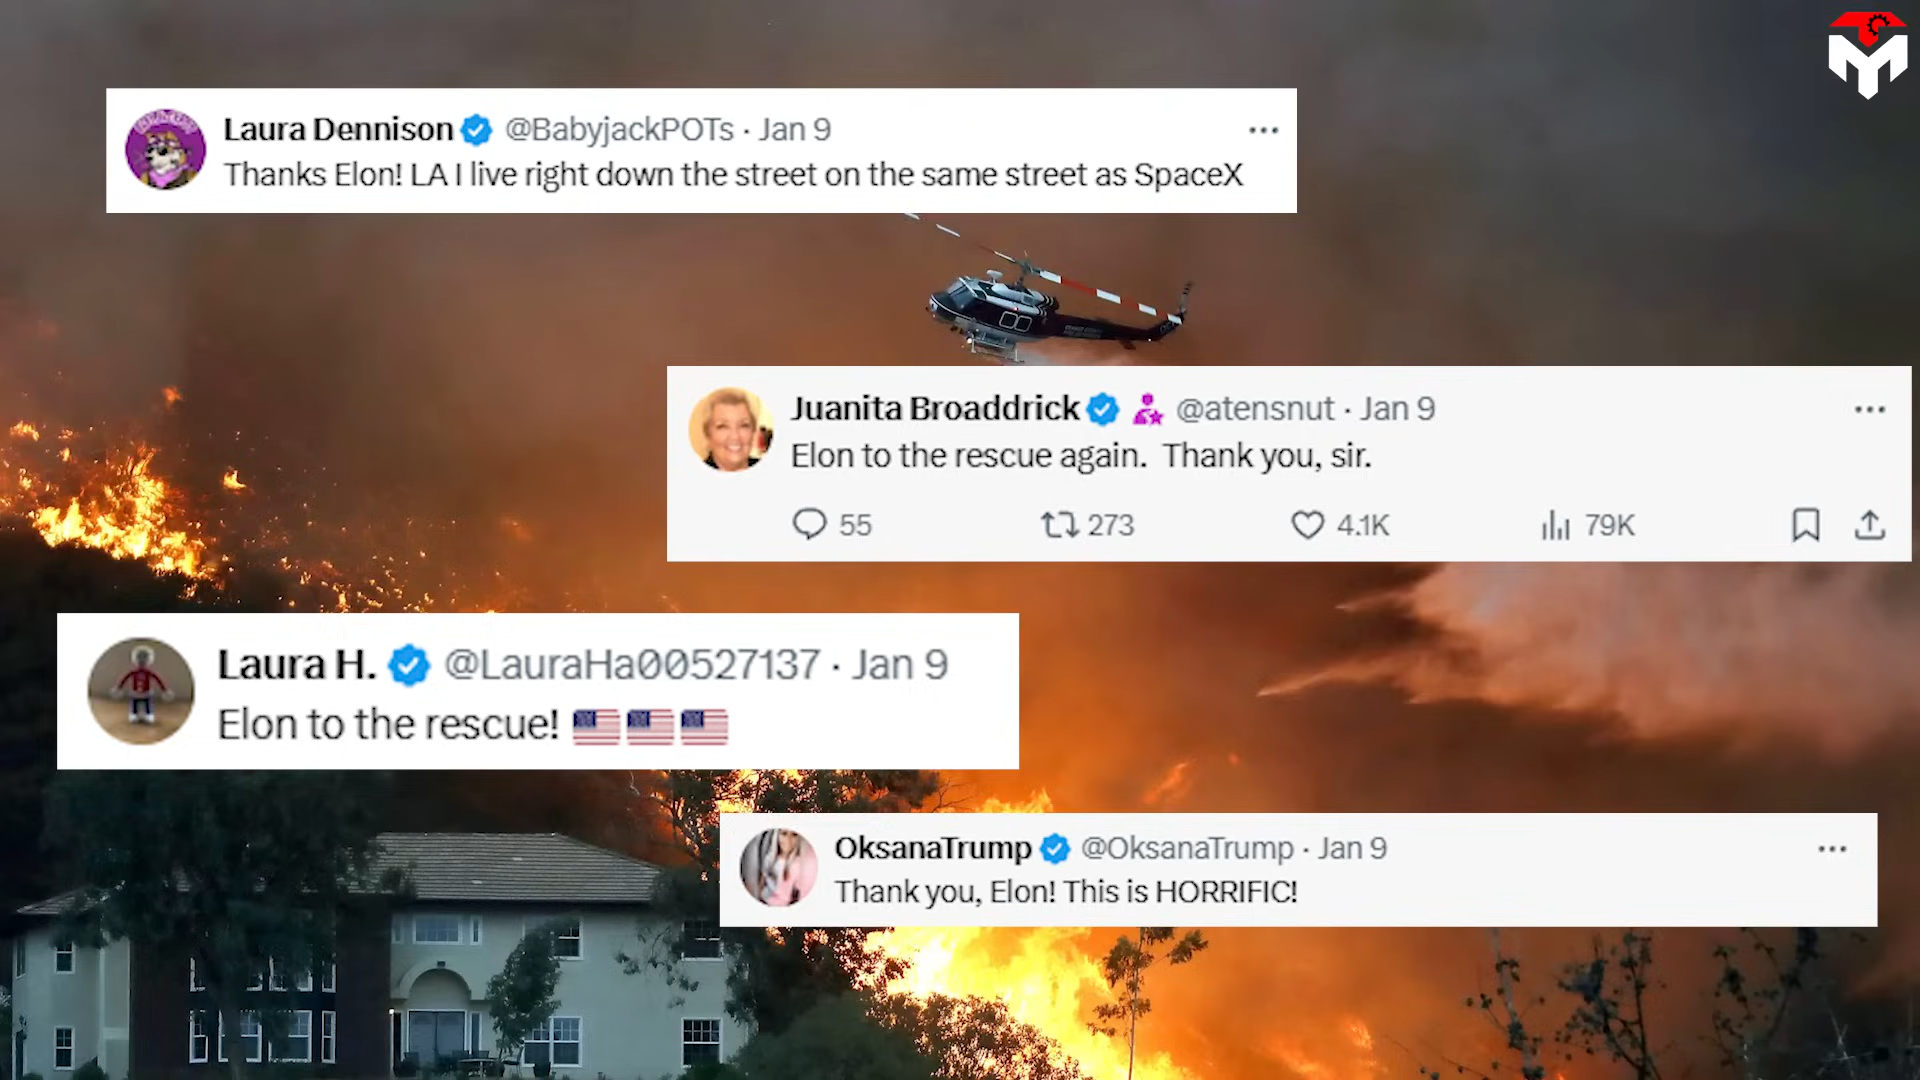 Laura Dennison @BabyjackPOTs · Jan 9
Thanks Elon! LA I live right down the street on the same street as SpaceX
Juanita Broaddrick @atensnut · Jan 9
Elon to the rescue again. Thank you, sir.
55 273 4.1K 79K
Laura H. @LauraHa00527137 · Jan 9
Elon to the rescue! 🇺🇸🇺🇸🇺🇸
OksanaTrump @OksanaTrump · Jan 9
Thank you, Elon! This is HORRIFIC!